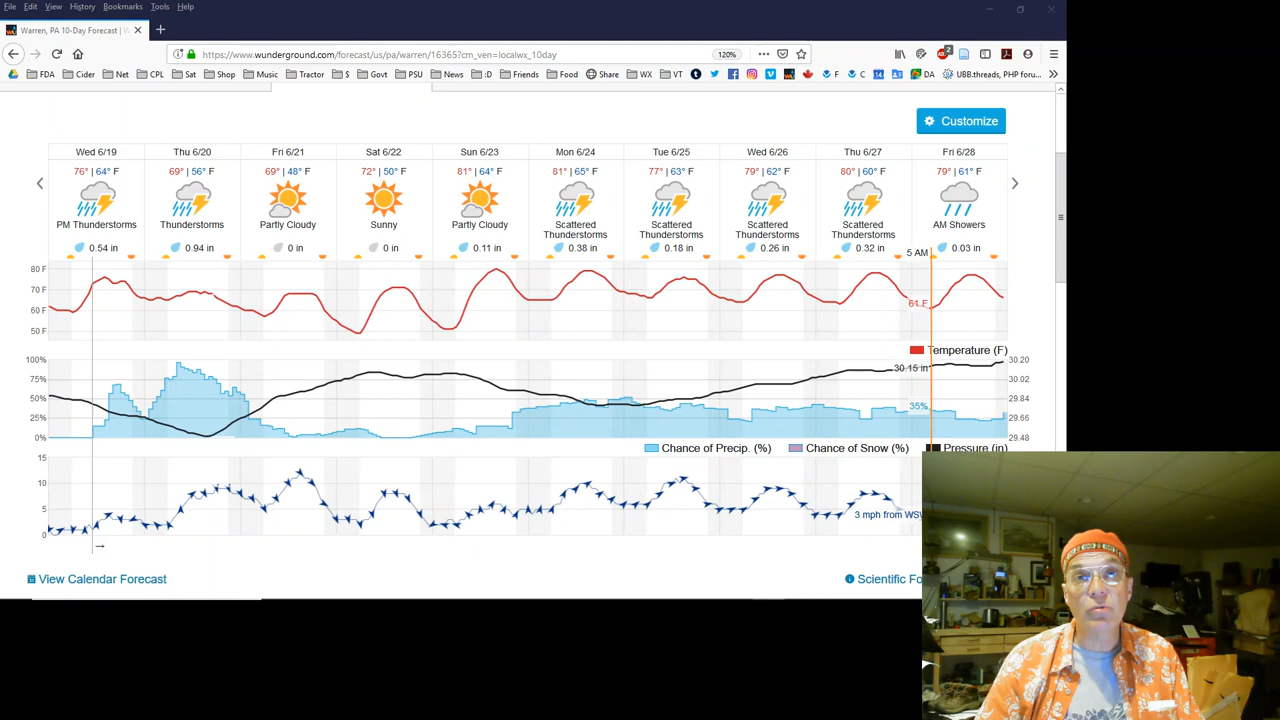 File Edit View History Bookmarks Tools Help
Warren, PA 10-Day Forecast | W
https://www.wunderground.com/forecast/us/pa/warren/16365?cm_ven=localwx_10day 120%
FDA Cider Net CPL Sat Shop Music Tractor $ Govt PSU News :D Friends Food Share WX VT F C 14 DA UBB.threads, PHP foru...
Customize
Wed 6/19 Thu 6/20 Fri 6/21 Sat 6/22 Sun 6/23 Mon 6/24 Tue 6/25 Wed 6/26 Thu 6/27 Fri 6/28
76° | 64° F 69° | 56° F 69° | 48° F 72° | 50° F 81° | 64° F 81° | 65° F 77° | 63° F 79° | 62° F 80° | 60° F 79° | 61° F
PM Thunderstorms Thunderstorms Partly Cloudy Sunny Partly Cloudy Scattered Thunderstorms Scattered Thunderstorms Scattered Thunderstorms Scattered Thunderstorms AM Showers
0.54 in 0.94 in 0 in 0 in 0.11 in 0.38 in 0.18 in 0.26 in 0.32 in 0.03 in
5 AM
80 F
70 F
60 F
61 F
50 F
Temperature (F)
100% 30.20
30.15 in
75% 30.02
50% 29.84
35%
25% 29.66
0% 29.48
Chance of Precip. (%) Chance of Snow (%) Pressure (in)
15
10
5
3 mph from WSW
0
View Calendar Forecast Scientific Fo